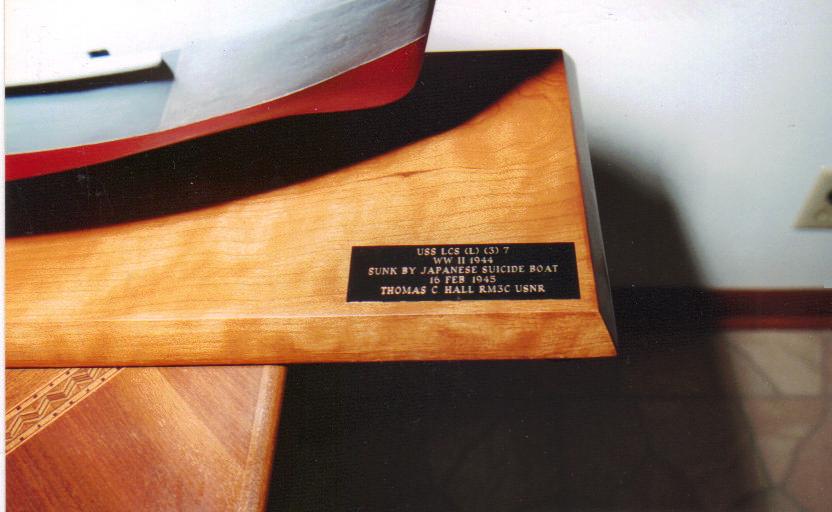 USS LCS (L) (3) 7
WW II 1944
SUNK BY JAPANESE SUICIDE BOAT
16 FEB 1945
THOMAS C HALL RM3C USNR